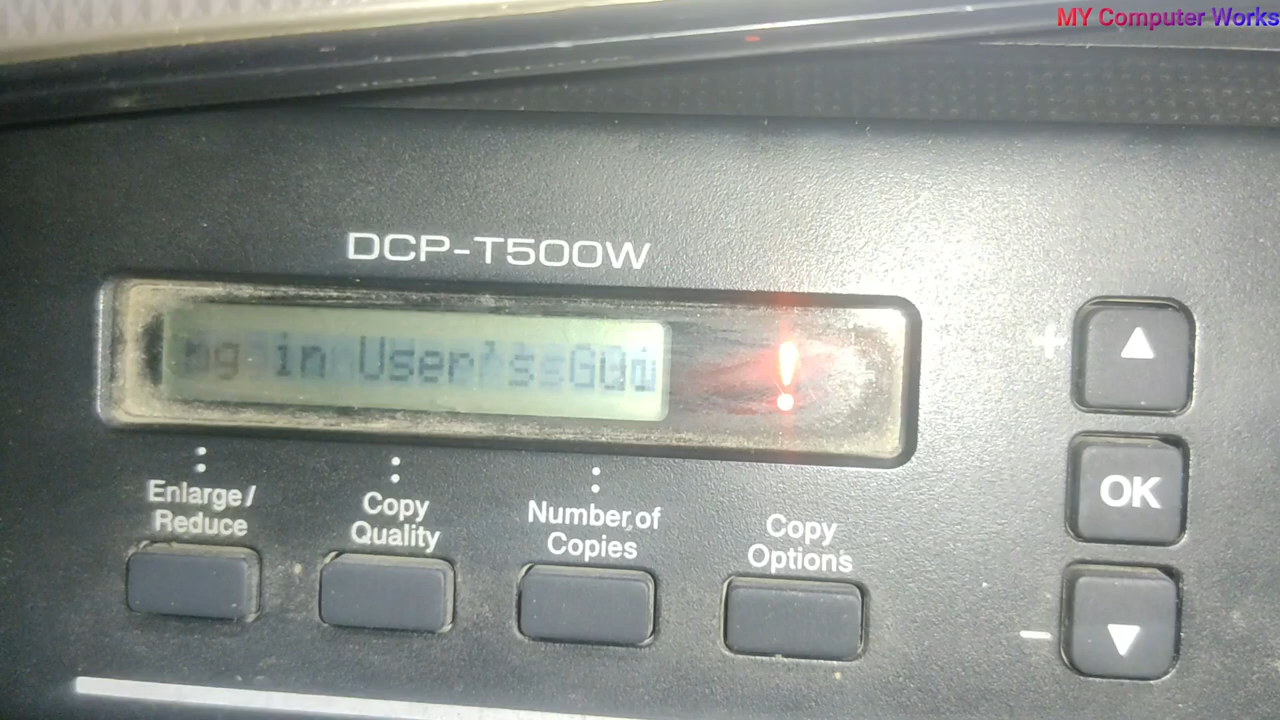 MY Computer Works
DCP-T500W
in User's
Enlarge/
Reduce
Copy
Quality
Number of
Copies
Copy
Options
+
OK
-